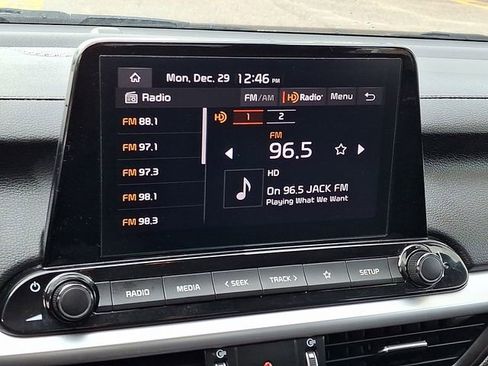 Mon, Dec. 29 12:46 PM
Radio FM/AM HD Radio Menu
FM 88.1
HD 1 2
FM
FM 97.1
96.5
FM 97.3
HD
FM 98.1
On 96.5 JACK FM
Playing What We Want
FM 98.3
RADIO MEDIA < SEEK TRACK > ☆ SETUP